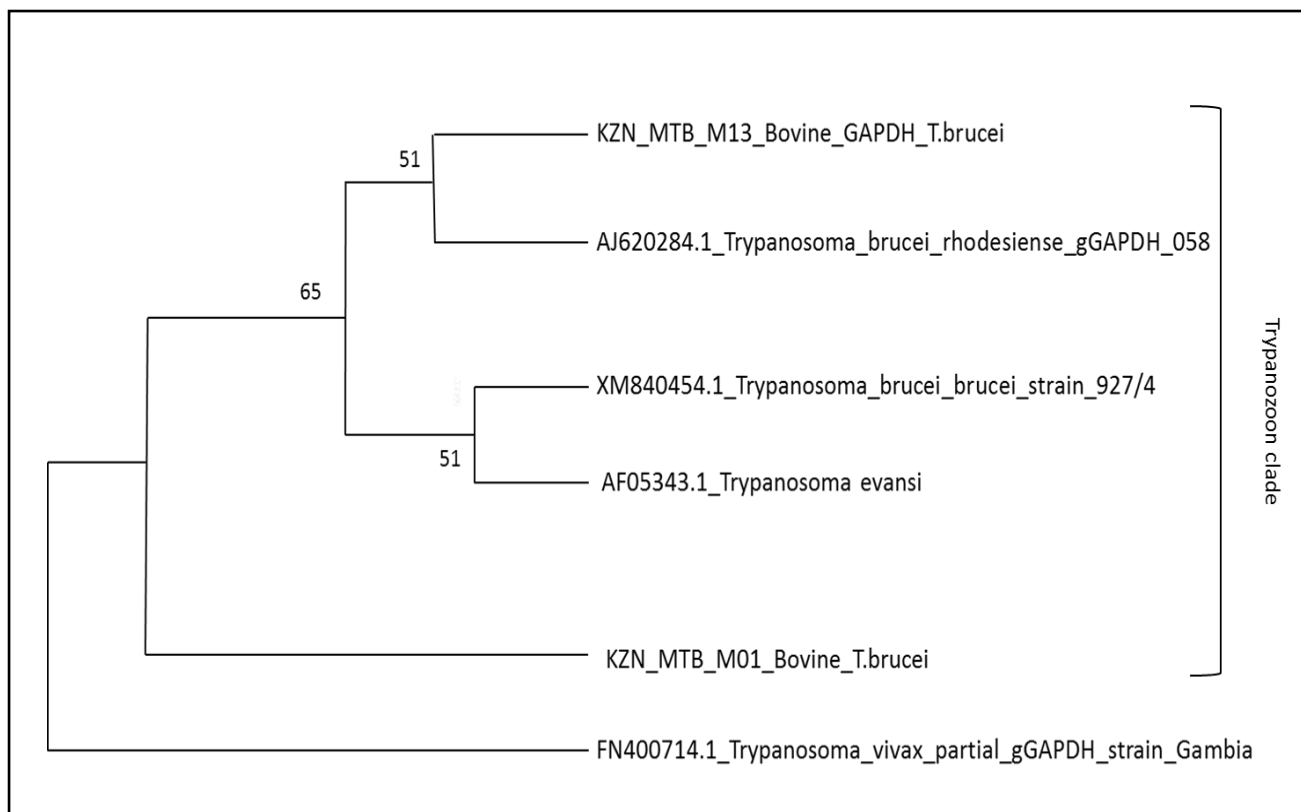 KZN_MTB_M13_Bovine_GAPDH_T.brucei
51
AJ620284.1_Trypanosoma_brucei_rhodesiense_gGAPDH_058
65
XM840454.1_Trypanosoma_brucei_brucei_strain_927/4
51
AF05343.1_Trypanosoma evansi
KZN_MTB_M01_Bovine_T.brucei
FN400714.1_Trypanosoma_vivax_partial_gGAPDH_strain_Gambia
Trypanozoon clade